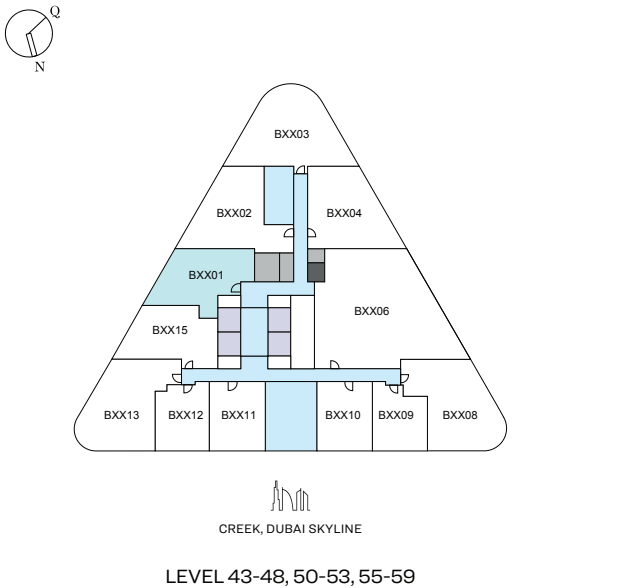 Q
N
BXX03
BXX02
BXX04
BXX01
BXX06
BXX15
BXX13
BXX12
BXX11
BXX10
BXX09
BXX08
CREEK, DUBAI SKYLINE
LEVEL 43-48, 50-53, 55-59